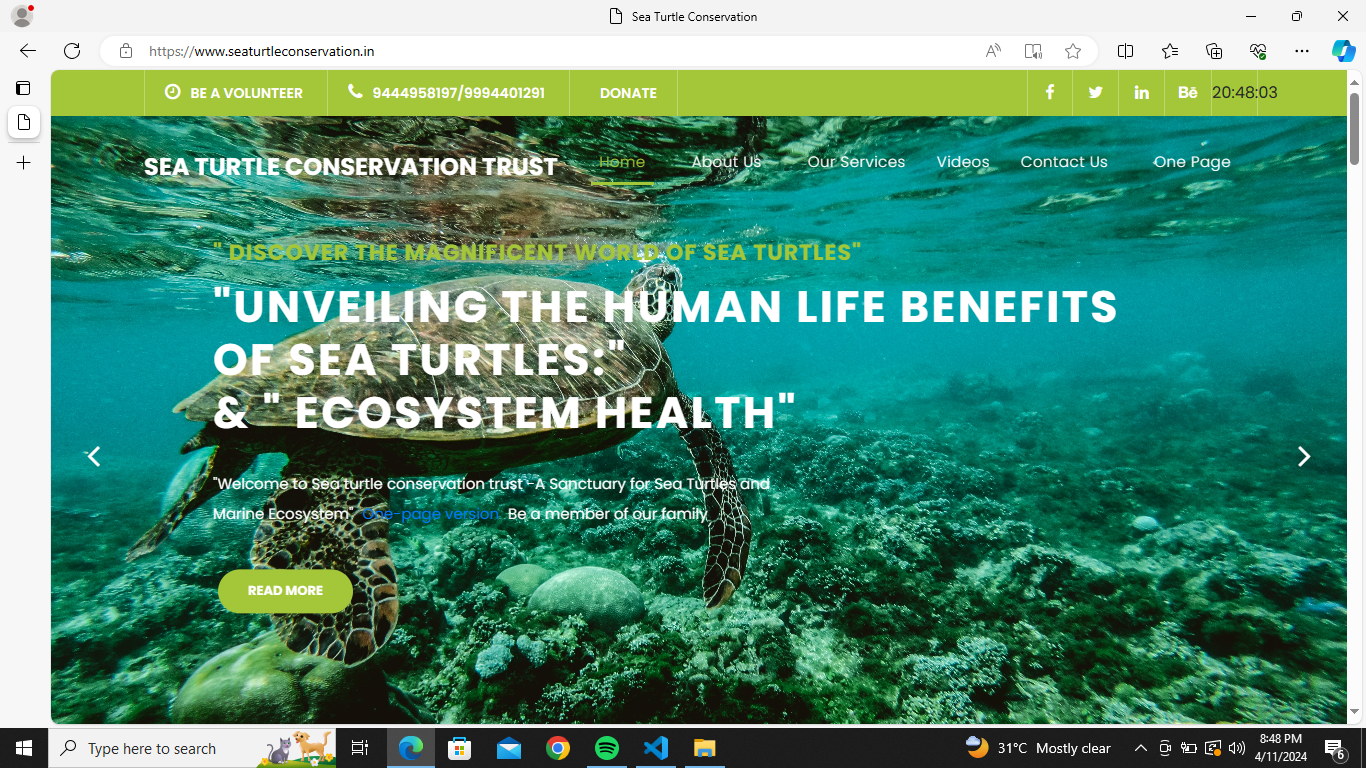 Sea Turtle Conservation
https://www.seaturtleconservation.in
BE A VOLUNTEER
9444958197/9994401291
DONATE
Bē
20:48:03
SEA TURTLE CONSERVATION TRUST
Home
About Us
Our Services
Videos
Contact Us
One Page
" DISCOVER THE MAGNIFICENT WORLD OF SEA TURTLES"
"UNVEILING THE HUMAN LIFE BENEFITS
OF SEA TURTLES:"
& " ECOSYSTEM HEALTH"
"Welcome to Sea turtle conservation trust -A Sanctuary for Sea Turtles and
Marine Ecosystem". One-page version. Be a member of our family
READ MORE
Type here to search
31°C Mostly clear
8:48 PM
4/11/2024
6